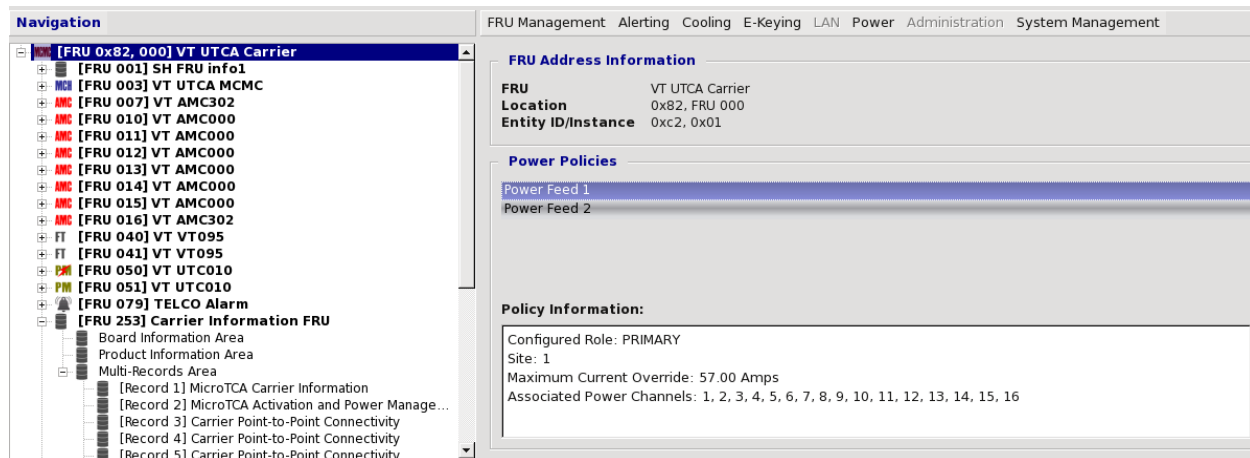 Navigation
[FRU 0x82, 000] VT UTCA Carrier
[FRU 001] SH FRU info1
[FRU 003] VT UTCA MCMC
[FRU 007] VT AMC302
[FRU 010] VT AMC000
[FRU 011] VT AMC000
[FRU 012] VT AMC000
[FRU 013] VT AMC000
[FRU 014] VT AMC000
[FRU 015] VT AMC000
[FRU 016] VT AMC302
FT [FRU 040] VT VT095
FT [FRU 041] VT VT095
PM [FRU 050] VT UTC010
PM [FRU 051] VT UTC010
[FRU 079] TELCO Alarm
[FRU 253] Carrier Information FRU
Board Information Area
Product Information Area
Multi-Records Area
[Record 1] MicroTCA Carrier Information
[Record 2] MicroTCA Activation and Power Manage...
[Record 3] Carrier Point-to-Point Connectivity
[Record 4] Carrier Point-to-Point Connectivity
[Record 5] Carrier Point-to-Point Connectivity
FRU Management Alerting Cooling E-Keying LAN Power Administration System Management
FRU Address Information
FRU VT UTCA Carrier
Location 0x82, FRU 000
Entity ID/Instance 0xc2, 0x01
Power Policies
Power Feed 1
Power Feed 2
Policy Information:
Configured Role: PRIMARY
Site: 1
Maximum Current Override: 57.00 Amps
Associated Power Channels: 1, 2, 3, 4, 5, 6, 7, 8, 9, 10, 11, 12, 13, 14, 15, 16